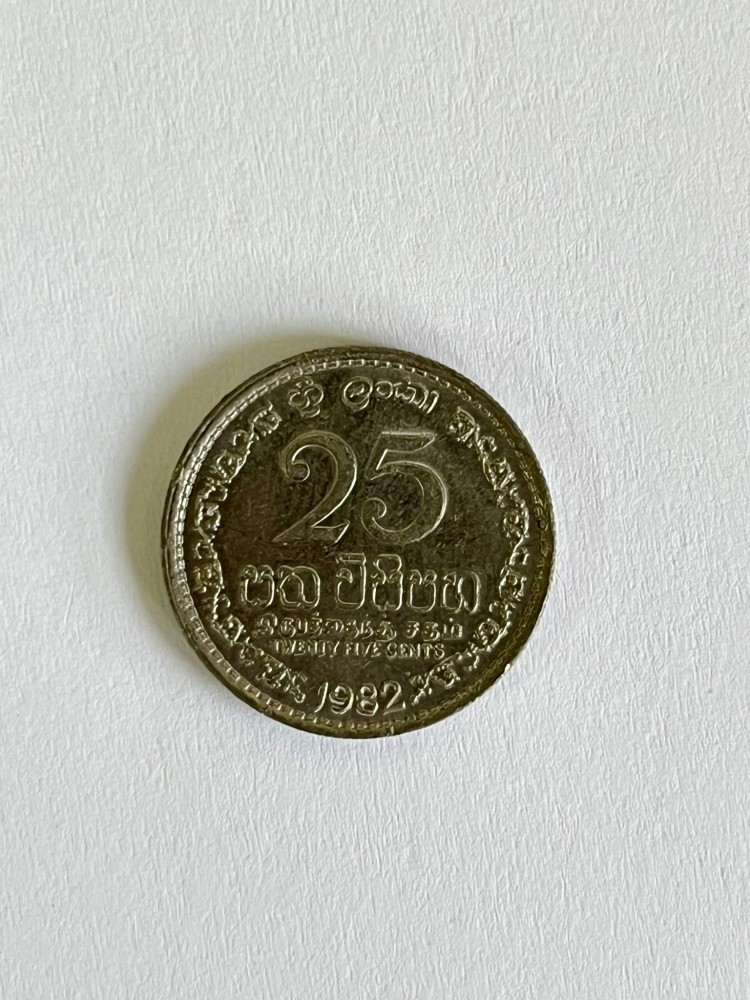 ශ්‍රී ලංකා
25
සත විසිපහ
இருபத்தைந்து சதம்
TWENTY FIVE CENTS
1982